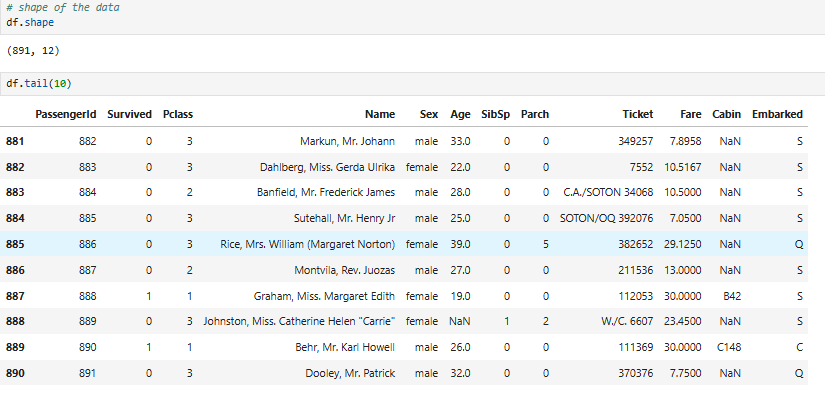 # shape of the data
df.shape
(891, 12)
df.tail(10)
PassengerId Survived Pclass Name Sex Age SibSp Parch Ticket Fare Cabin Embarked
881 882 0 3 Markun, Mr. Johann male 33.0 0 0 349257 7.8958 NaN S
882 883 0 3 Dahlberg, Miss. Gerda Ulrika female 22.0 0 0 7552 10.5167 NaN S
883 884 0 2 Banfield, Mr. Frederick James male 28.0 0 0 C.A./SOTON 34068 10.5000 NaN S
884 885 0 3 Sutehall, Mr. Henry Jr male 25.0 0 0 SOTON/OQ 392076 7.0500 NaN S
885 886 0 3 Rice, Mrs. William (Margaret Norton) female 39.0 0 5 382652 29.1250 NaN Q
886 887 0 2 Montvila, Rev. Juozas male 27.0 0 0 211536 13.0000 NaN S
887 888 1 1 Graham, Miss. Margaret Edith female 19.0 0 0 112053 30.0000 B42 S
888 889 0 3 Johnston, Miss. Catherine Helen "Carrie" female NaN 1 2 W./C. 6607 23.4500 NaN S
889 890 1 1 Behr, Mr. Karl Howell male 26.0 0 0 111369 30.0000 C148 C
890 891 0 3 Dooley, Mr. Patrick male 32.0 0 0 370376 7.7500 NaN Q